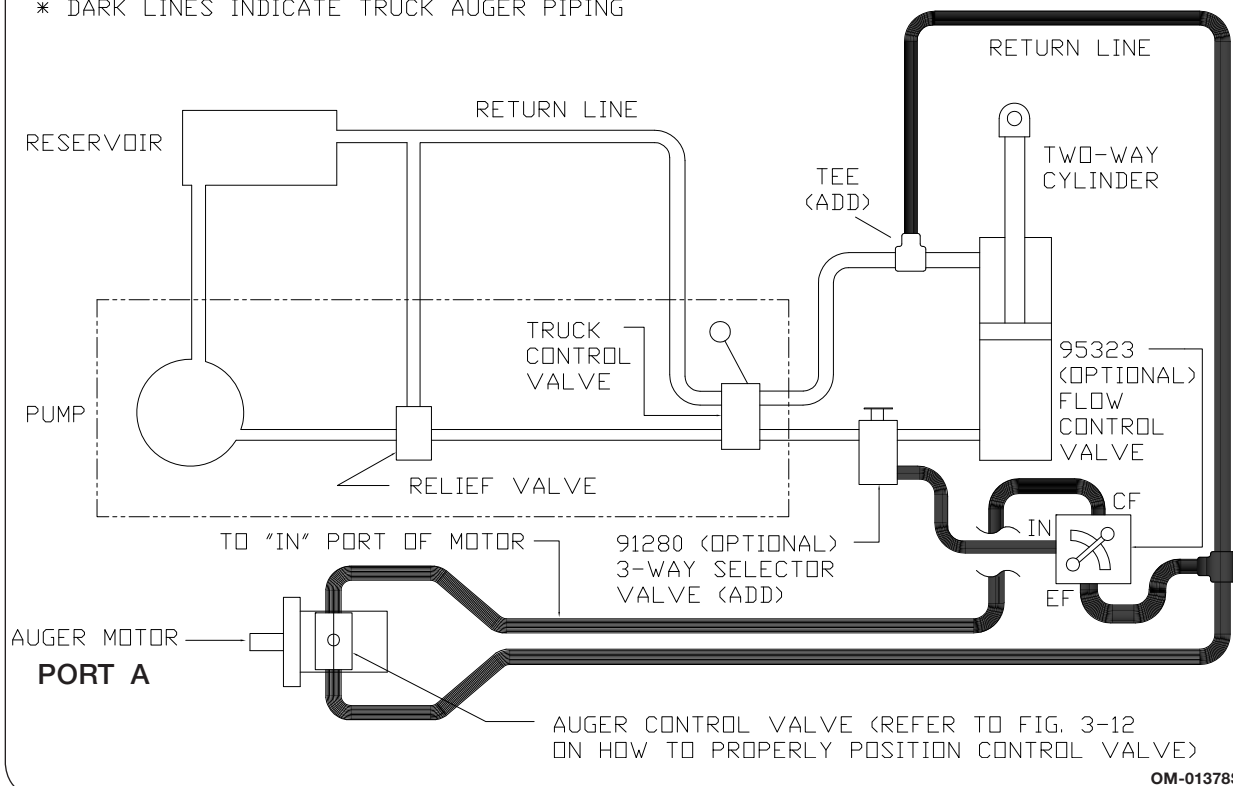 * DARK LINES INDICATE TRUCK AUGER PIPING
RETURN LINE
RETURN LINE
RESERVOIR
TWO-WAY
CYLINDER
TEE
(ADD)
TRUCK
CONTROL
VALVE
95323
(OPTIONAL)
FLOW
CONTROL
VALVE
PUMP
RELIEF VALVE
CF
IN
EF
TO "IN" PORT OF MOTOR
91280 (OPTIONAL)
3-WAY SELECTOR
VALVE (ADD)
AUGER MOTOR
PORT A
AUGER CONTROL VALVE (REFER TO FIG. 3-12
ON HOW TO PROPERLY POSITION CONTROL VALVE)